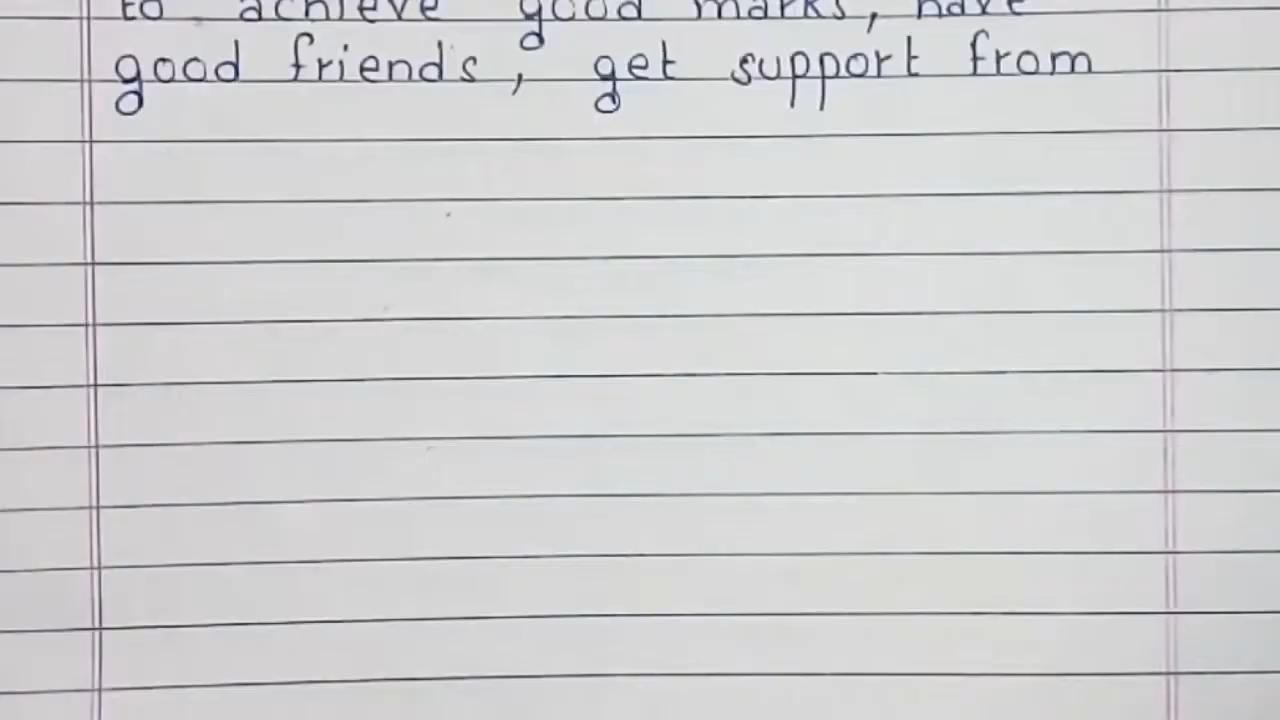 to achieve good marks, have
good friends, get support from